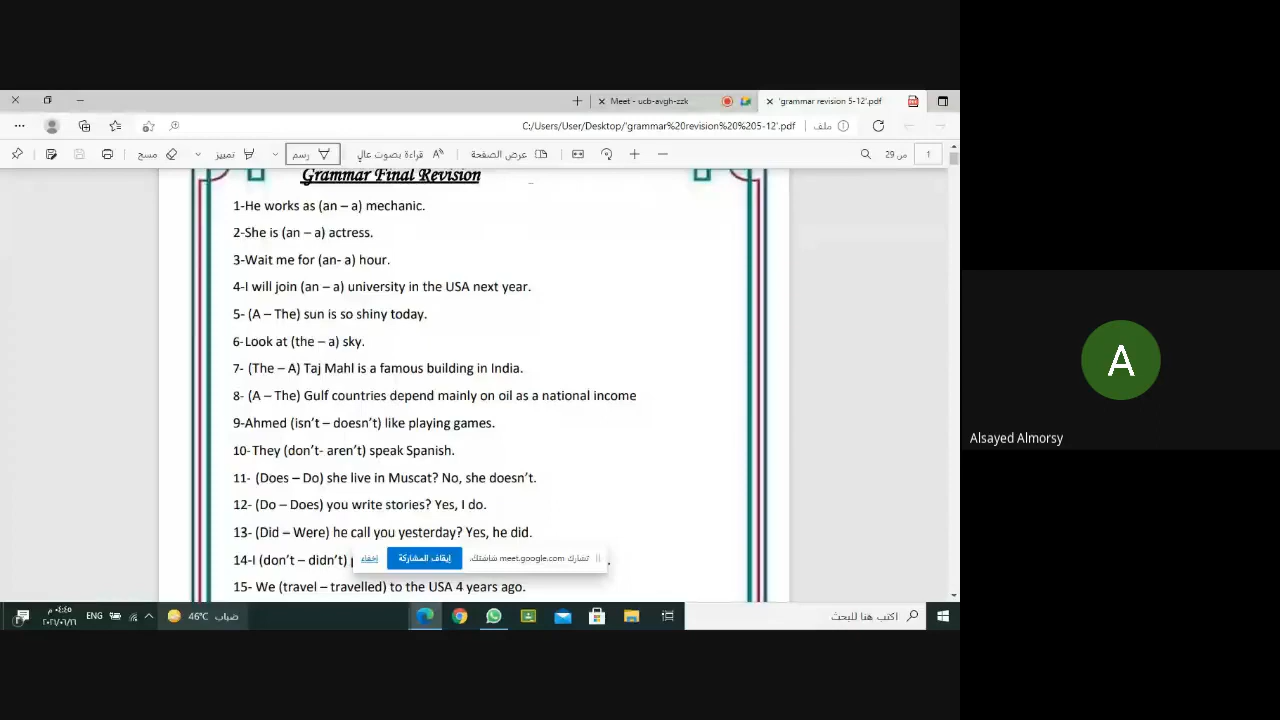 Meet - ucb-avgh-zzk
'grammar revision 5-12'.pdf
C:/Users/User/Desktop/'grammar%20revision%20%205-12'.pdf
ملف
مسح
تمييز
رسم
قراءة بصوت عالٍ
عرض الصفحة
من 29
1
Grammar Final Revision
1-He works as (an – a) mechanic.
2-She is (an – a) actress.
3-Wait me for (an- a) hour.
4-I will join (an – a) university in the USA next year.
5- (A – The) sun is so shiny today.
6-Look at (the – a) sky.
7- (The – A) Taj Mahl is a famous building in India.
8- (A – The) Gulf countries depend mainly on oil as a national income
9-Ahmed (isn't – doesn't) like playing games.
10-They (don't- aren't) speak Spanish.
11- (Does – Do) she live in Muscat? No, she doesn't.
12- (Do – Does) you write stories? Yes, I do.
13- (Did – Were) he call you yesterday? Yes, he did.
14-I (don't – didn't)
تشارك meet.google.com شاشتك.
إيقاف المشاركة
إخفاء
15- We (travel – travelled) to the USA 4 years ago.
ENG
46°C ضباب
اكتب هنا للبحث
A
Alsayed Almorsy